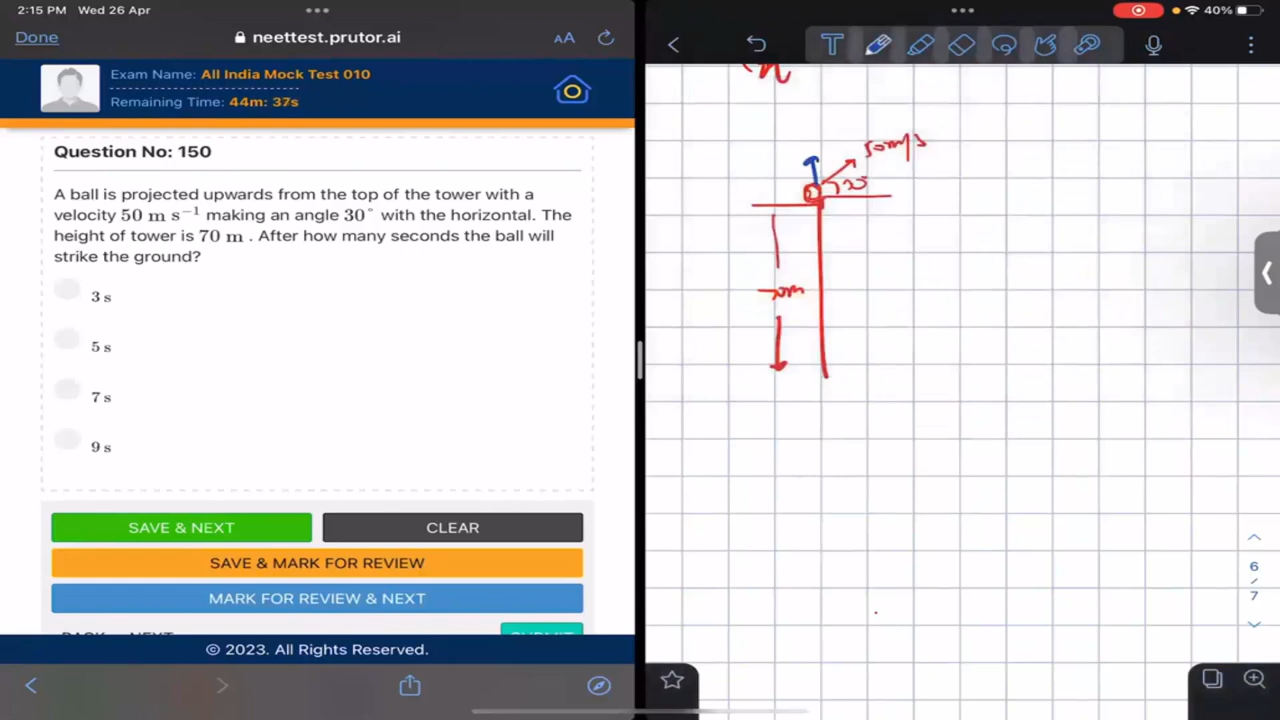 2:15 PM Wed 26 Apr
40%
Done
neettest.prutor.ai
AA
Exam Name: All India Mock Test 010
Remaining Time: 44m: 37s
Question No: 150
A ball is projected upwards from the top of the tower with a
velocity 50 m s⁻¹ making an angle 30° with the horizontal. The
height of tower is 70 m . After how many seconds the ball will
strike the ground?
3 s
5 s
7 s
9 s
SAVE & NEXT
CLEAR
SAVE & MARK FOR REVIEW
MARK FOR REVIEW & NEXT
BACK
NEXT
SUBMIT
© 2023. All Rights Reserved.
T
50m/s
30°
70m
6
/
7